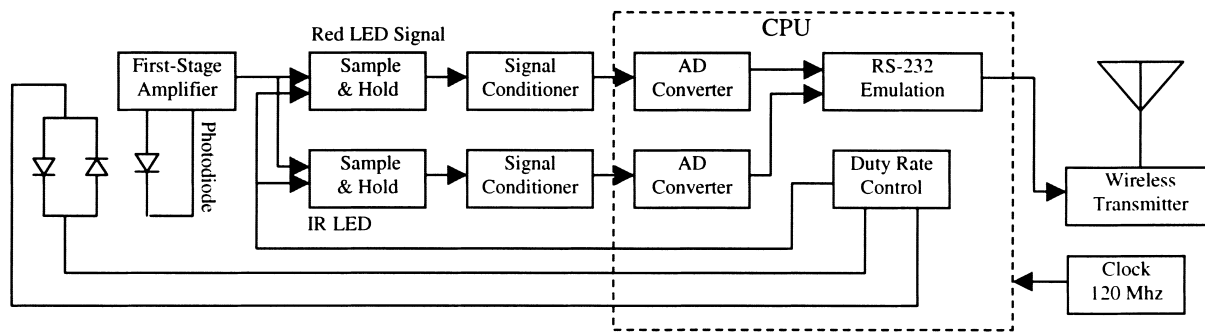 CPU
Red LED Signal
First-Stage
Amplifier
Sample
& Hold
Signal
Conditioner
AD
Converter
RS-232
Emulation
Photodiode
Sample
& Hold
Signal
Conditioner
AD
Converter
Duty Rate
Control
Wireless
Transmitter
IR LED
Clock
120 Mhz